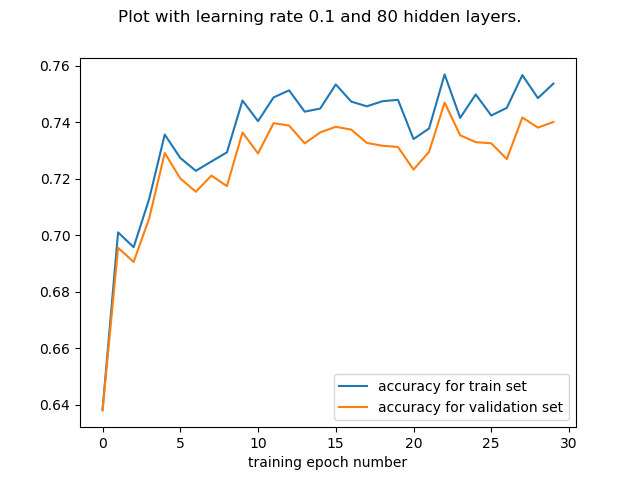 Plot with learning rate 0.1 and 80 hidden layers.
0.76
0.74
0.72
0.70
0.68
0.66
0.64
accuracy for train set
accuracy for validation set
0 5 10 15 20 25 30
training epoch number